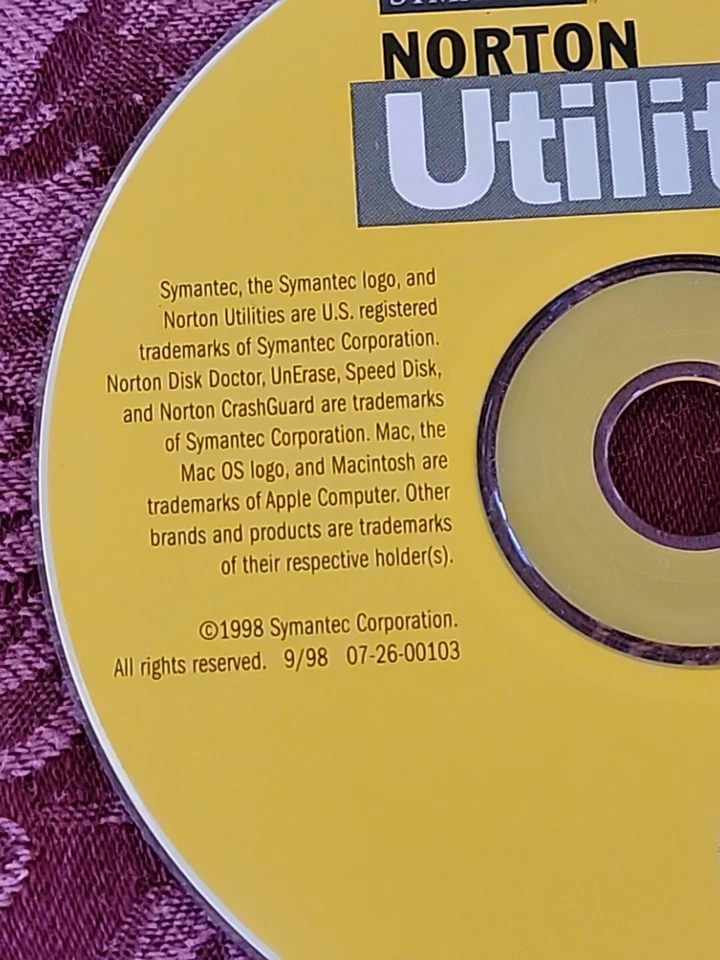 NORTON
Symantec, the Symantec logo, and
Norton Utilities are U.S. registered
trademarks of Symantec Corporation.
Norton Disk Doctor, UnErase, Speed Disk,
and Norton CrashGuard are trademarks
of Symantec Corporation. Mac, the
Mac OS logo, and Macintosh are
trademarks of Apple Computer. Other
brands and products are trademarks
of their respective holder(s).
©1998 Symantec Corporation.
All rights reserved. 9/98 07-26-00103